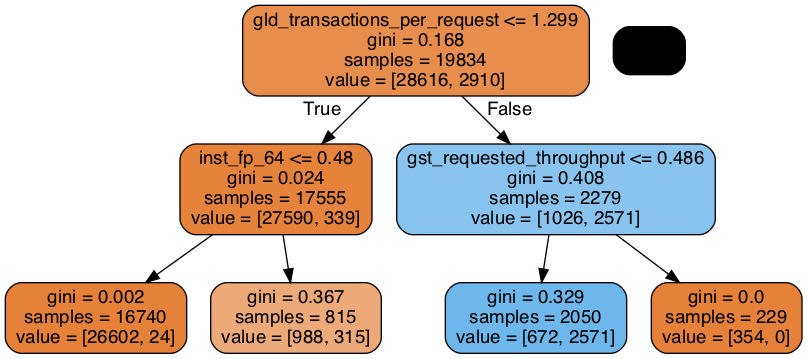 gld_transactions_per_request <= 1.299
gini = 0.168
samples = 19834
value = [28616, 2910]
True
False
inst_fp_64 <= 0.48
gini = 0.024
samples = 17555
value = [27590, 339]
gst_requested_throughput <= 0.486
gini = 0.408
samples = 2279
value = [1026, 2571]
gini = 0.002
samples = 16740
value = [26602, 24]
gini = 0.367
samples = 815
value = [988, 315]
gini = 0.329
samples = 2050
value = [672, 2571]
gini = 0.0
samples = 229
value = [354, 0]